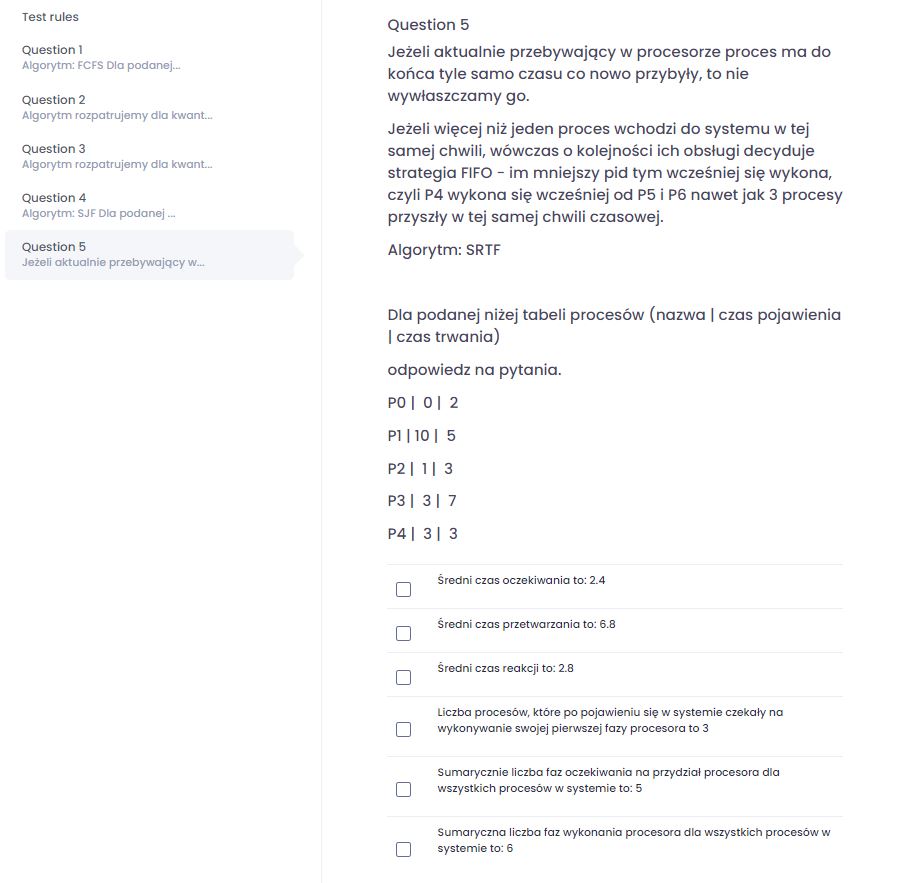 Test rules
Question 1
Algorytm: FCFS Dla podanej...
Question 2
Algorytm rozpatrujemy dla kwant...
Question 3
Algorytm rozpatrujemy dla kwant...
Question 4
Algorytm: SJF Dla podanej ...
Question 5
Jeżeli aktualnie przebywający w...
Question 5
Jeżeli aktualnie przebywający w procesorze proces ma do
końca tyle samo czasu co nowo przybyły, to nie
wywłaszczamy go.
Jeżeli więcej niż jeden proces wchodzi do systemu w tej
samej chwili, wówczas o kolejności ich obsługi decyduje
strategia FIFO - im mniejszy pid tym wcześniej się wykona,
czyli P4 wykona się wcześniej od P5 i P6 nawet jak 3 procesy
przyszły w tej samej chwili czasowej.
Algorytm: SRTF
Dla podanej niżej tabeli procesów (nazwa | czas pojawienia
| czas trwania)
odpowiedz na pytania.
P0 | 0 | 2
P1 | 10 | 5
P2 | 1 | 3
P3 | 3 | 7
P4 | 3 | 3
Średni czas oczekiwania to: 2.4
Średni czas przetwarzania to: 6.8
Średni czas reakcji to: 2.8
Liczba procesów, które po pojawieniu się w systemie czekały na
wykonywanie swojej pierwszej fazy procesora to 3
Sumarycznie liczba faz oczekiwania na przydział procesora dla
wszystkich procesów w systemie to: 5
Sumaryczna liczba faz wykonania procesora dla wszystkich procesów w
systemie to: 6